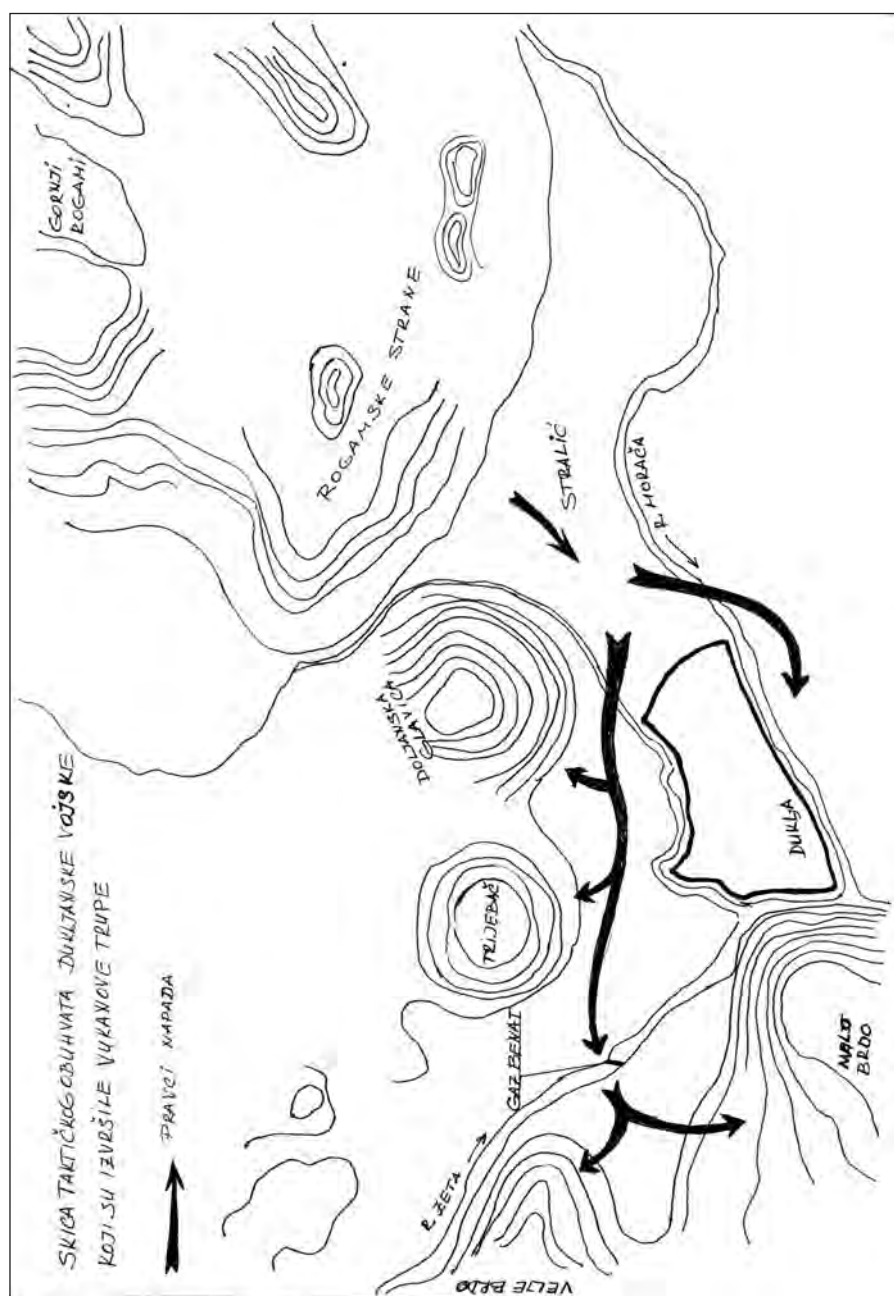 SKICA TAKTIČKOG OBUHVATA DUKLJANSKE VOJSKE
KOJI SU IZVRŠILE VUKANOVE TRUPE
PRAVCI NAPADA
GORNJI
ROGAMI
ROGAMSKE STRANE
STRALIĆ
R. MORAČA
DOLJANSKA
GLAVICA
TRIJEBAČ
DUKLJA
GAZ BEKAT
MALO
BRDO
R. ZETA
VELJE BRDO